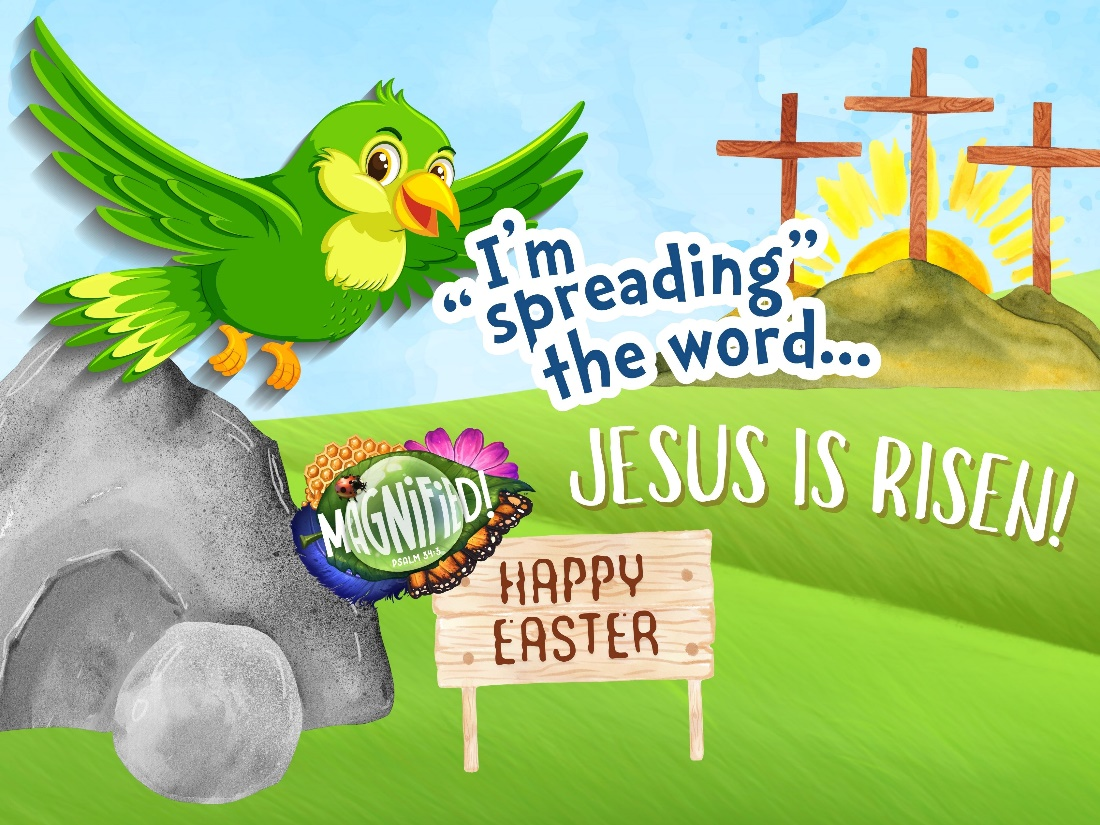 I'm
“spreading”
the word...
JESUS IS RISEN!
MAGNIFIED!
PSALM 34:3
HAPPY
EASTER